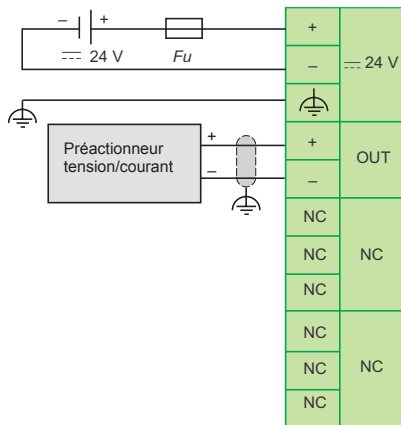 – +
+
24 V
Fu
–
24 V
+
Préactionneur
tension/courant
+
OUT
–
–
NC
NC
NC
NC
NC
NC
NC
NC